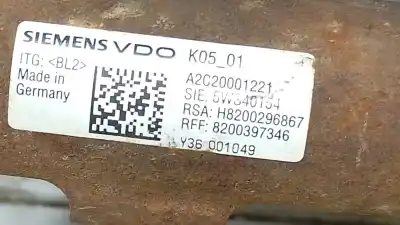 SIEMENS VDO K05_01
ITG: <BL2> A2C20001221
Made in SIE: 5WS40154
Germany RSA: H8200296867
RFF: 8200397346
Y36 001049